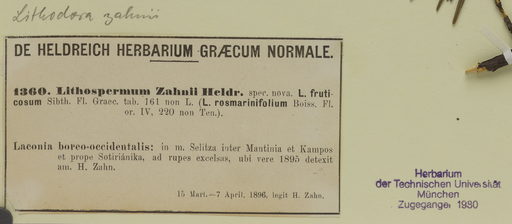 Lithodora zahnii
DE HELDREICH HERBARIUM GRÆCUM NORMALE.
1360. Lithospermum Zahnii Heldr. spec. nova. L. fruti-
cosum Sibth. Fl. Graec. tab. 161 non L. (L. rosmarinifolium Boiss. Fl.
or. IV, 220 non Ten.).
Laconia boreo-occidentalis: in m. Selitza inter Mantinia et Kampos
et prope Sotiriánika, ad rupes excelsas, ubi vere 1895 detexit
am. H. Zahn.
15 Mart.—7 April. 1896, legit H. Zahn.
Herbarium
der Technischen Universität
München
Zugegangen 1980